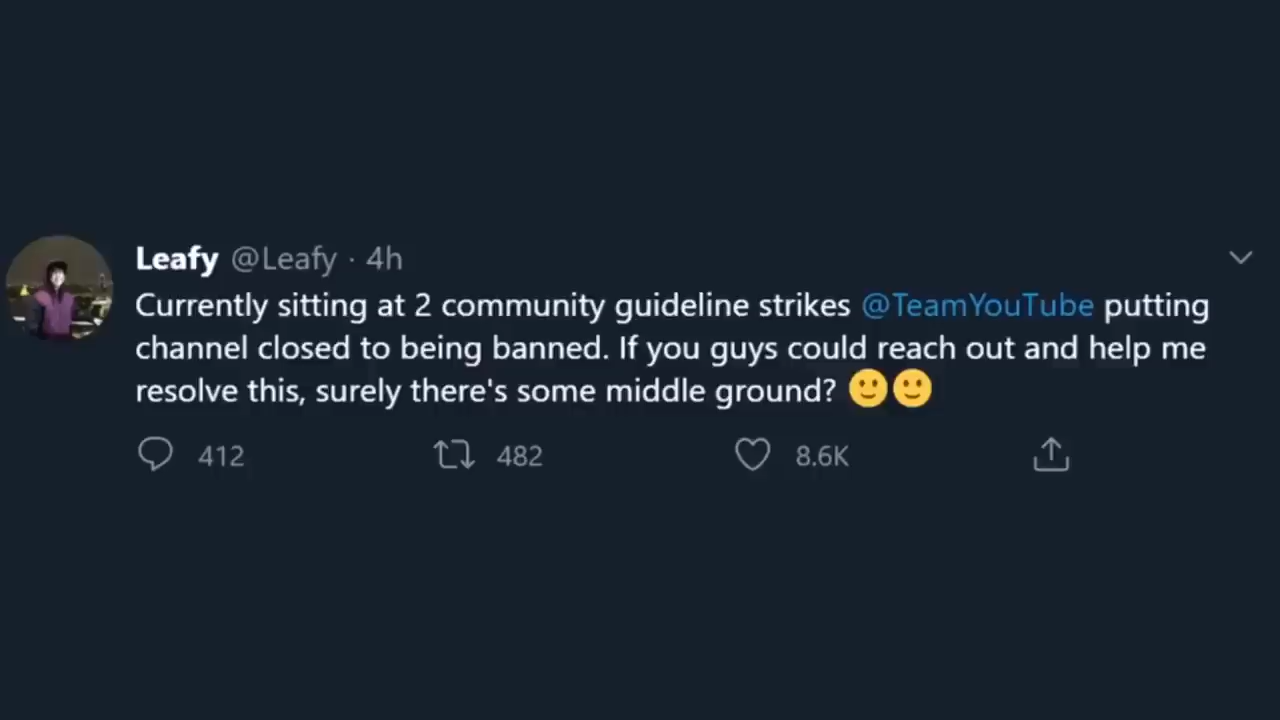 Leafy @Leafy · 4h
Currently sitting at 2 community guideline strikes @TeamYouTube putting
channel closed to being banned. If you guys could reach out and help me
resolve this, surely there's some middle ground? 🙂🙂
412 482 8.6K